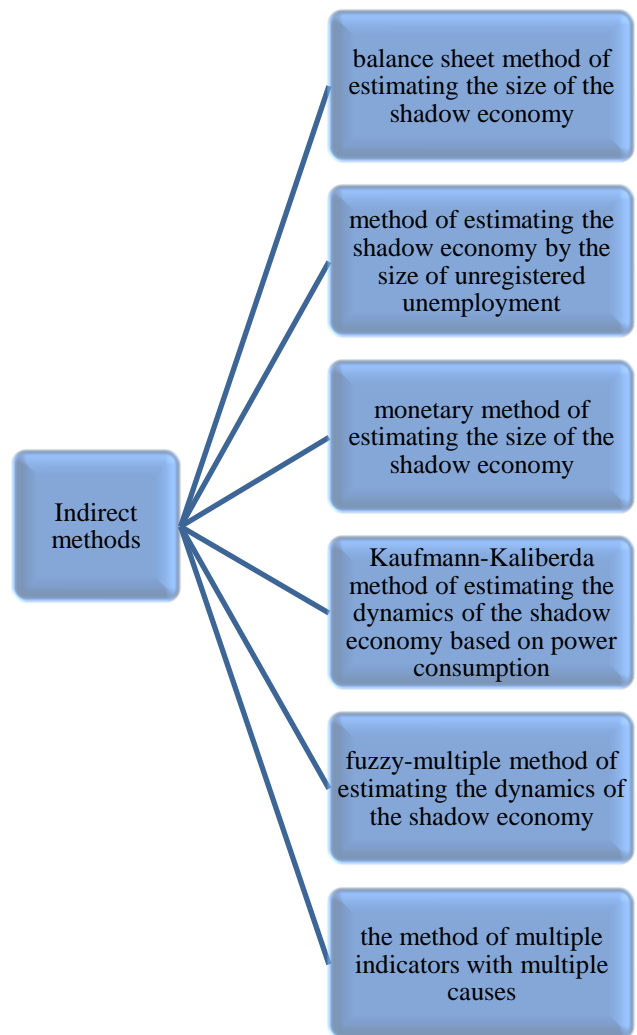 balance sheet method of
estimating the size of the
shadow economy
method of estimating the
shadow economy by the
size of unregistered
unemployment
monetary method of
estimating the size of the
shadow economy
Indirect
methods
Kaufmann-Kaliberda
method of estimating the
dynamics of the shadow
economy based on power
consumption
fuzzy-multiple method of
estimating the dynamics of
the shadow economy
the method of multiple
indicators with multiple
causes